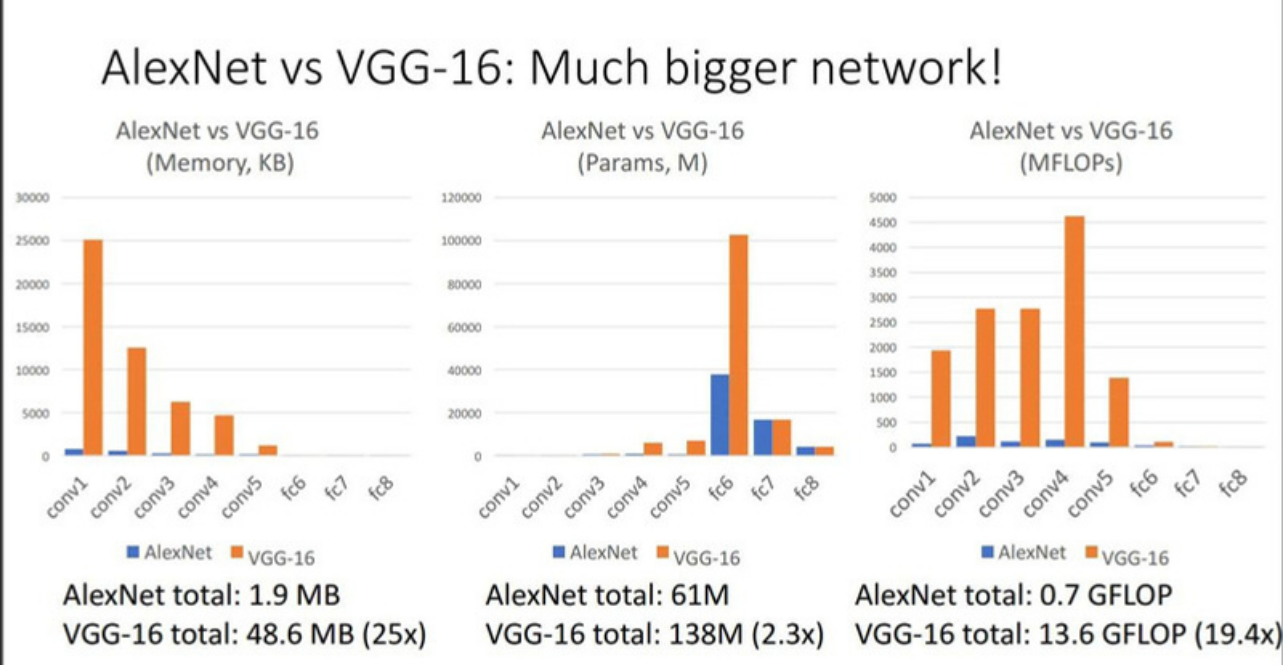 AlexNet vs VGG-16: Much bigger network!
AlexNet vs VGG-16
(Memory, KB)
30000
25000
20000
15000
10000
5000
0
conv1
conv2
conv3
conv4
conv5
fc6
fc7
fc8
AlexNet
VGG-16
AlexNet total: 1.9 MB
VGG-16 total: 48.6 MB (25x)
AlexNet vs VGG-16
(Params, M)
120000
100000
80000
60000
40000
20000
0
conv1
conv2
conv3
conv4
conv5
fc6
fc7
fc8
AlexNet
VGG-16
AlexNet total: 61M
VGG-16 total: 138M (2.3x)
AlexNet vs VGG-16
(MFLOPs)
5000
4500
4000
3500
3000
2500
2000
1500
1000
500
0
conv1
conv2
conv3
conv4
conv5
fc6
fc7
fc8
AlexNet
VGG-16
AlexNet total: 0.7 GFLOP
VGG-16 total: 13.6 GFLOP (19.4x)